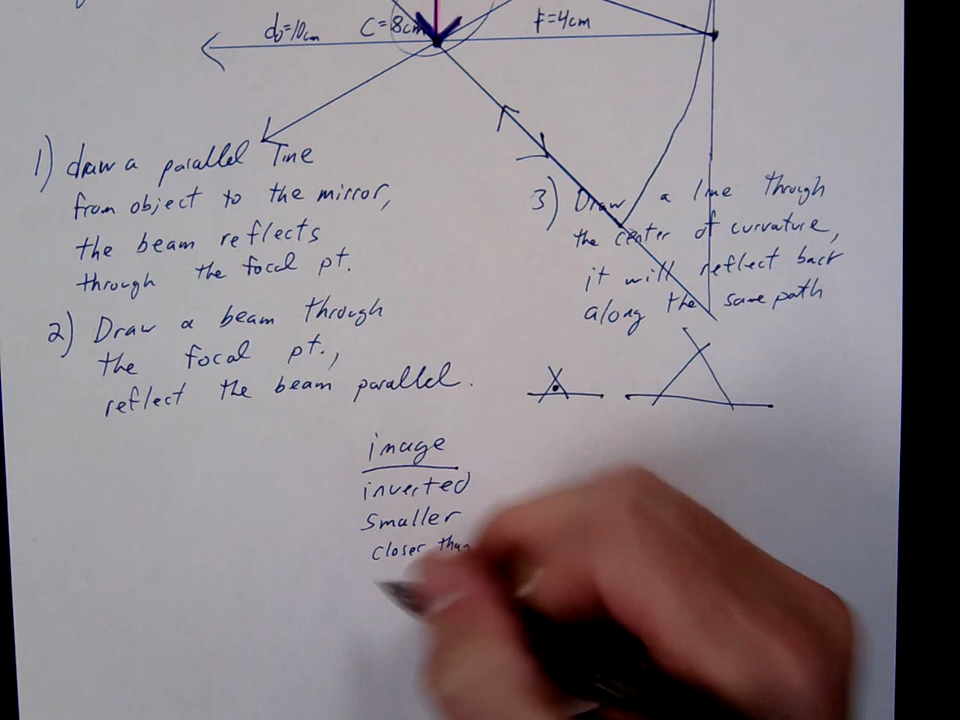 do=10cm C=8cm F=4cm
1) draw a parallel line
from object to the mirror,
the beam reflects
through the focal pt.
2) Draw a beam through
the focal pt.,
reflect the beam parallel.
3) Draw a line through
the center of curvature,
it will reflect back
along the same path
image
inverted
smaller
closer than